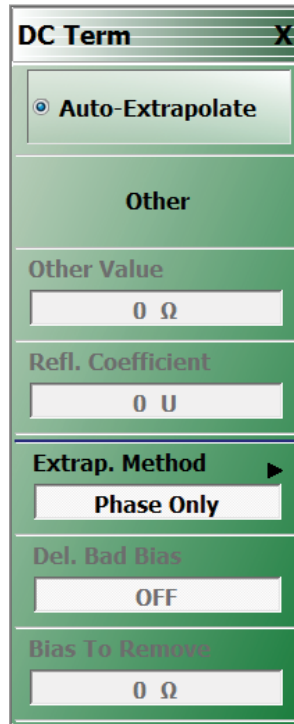 DC Term X
Auto-Extrapolate
Other
Other Value
0 Ω
Refl. Coefficient
0 U
Extrap. Method
Phase Only
Del. Bad Bias
OFF
Bias To Remove
0 Ω